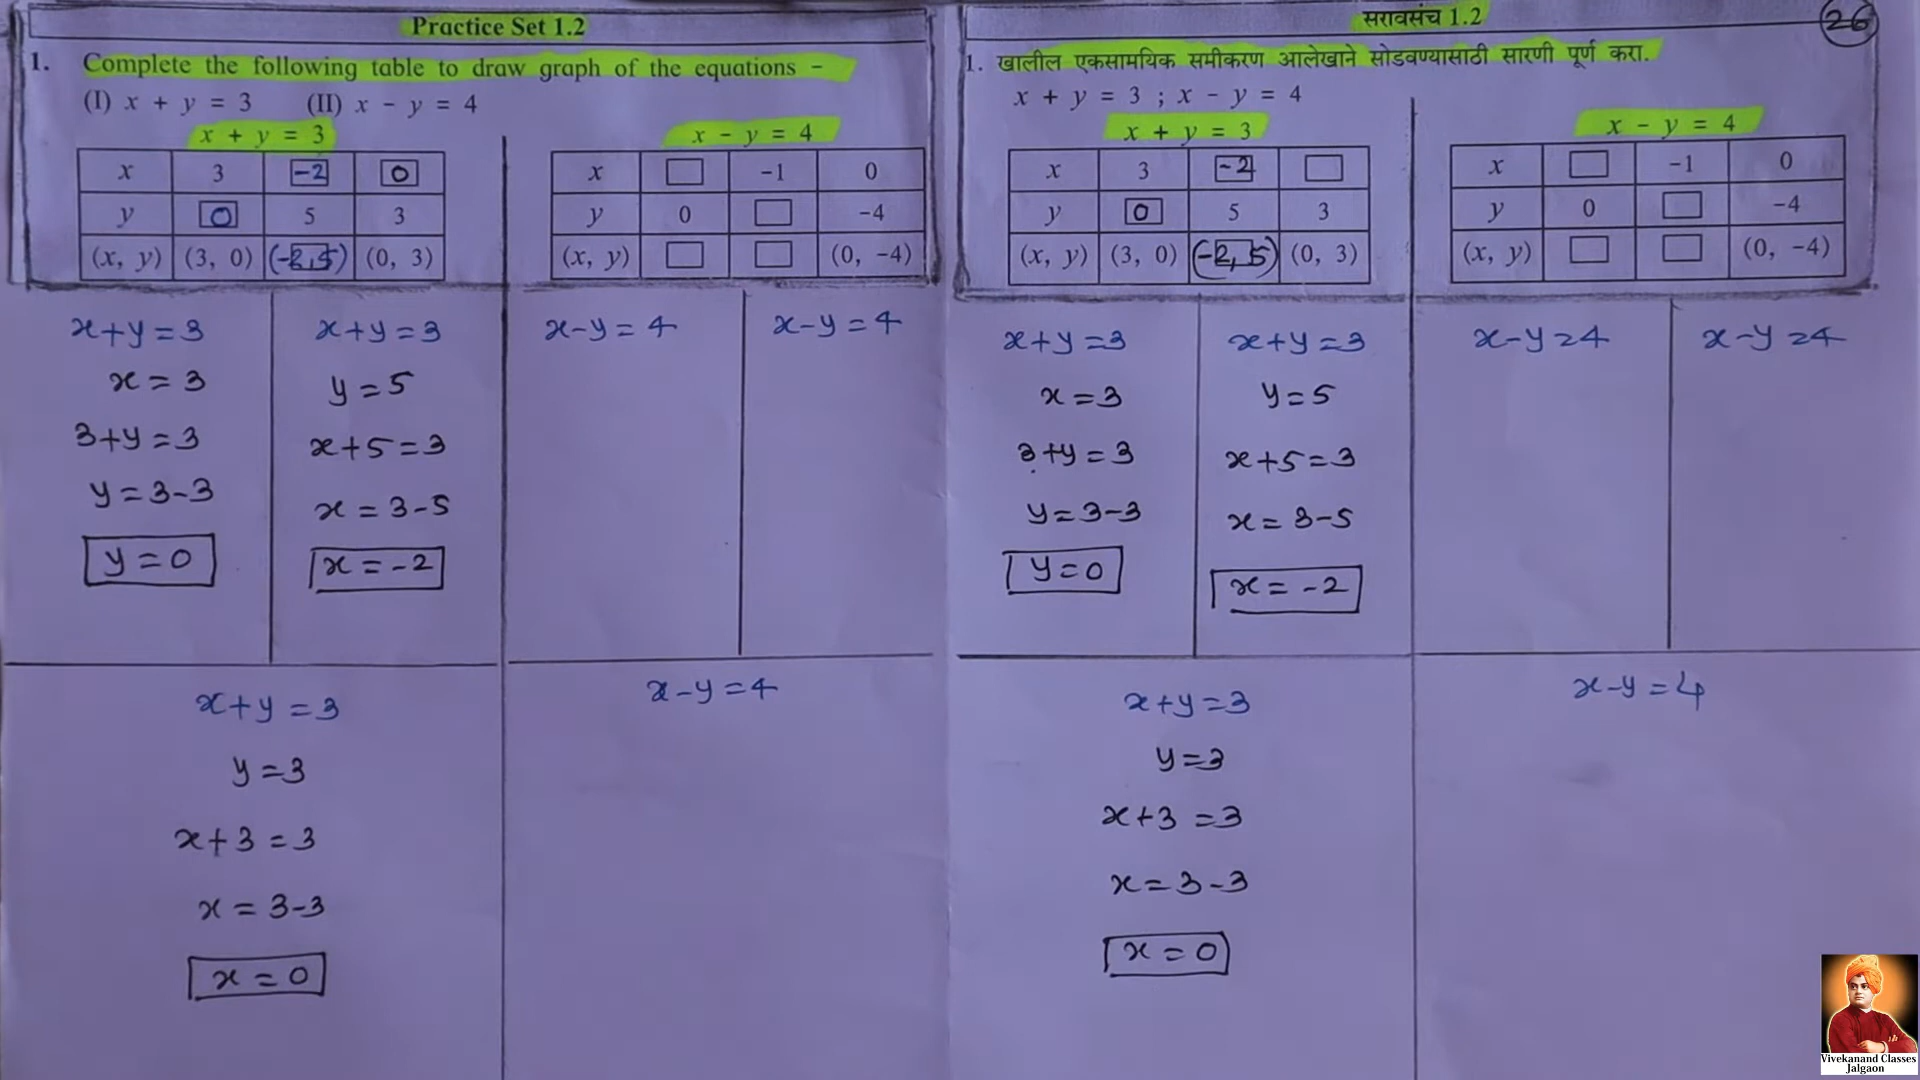 Practice Set 1.2
1. Complete the following table to draw graph of the equations -
(I) x + y = 3 (II) x - y = 4
x + y = 3
x 3 -2 0
y 0 5 3
(x, y) (3, 0) (-2,5) (0, 3)
x - y = 4
x -1 0
y 0 -4
(x, y) (0, -4)
x+y=3
x=3
3+y=3
y=3-3
y=0
x+y=3
y=5
x+5=3
x=3-5
x=-2
x-y=4
x-y=4
x+y=3
y=3
x+3=3
x=3-3
x=0
x-y=4
सरावसंच 1.2
26
1. खालील एकसामयिक समीकरण आलेखाने सोडवण्यासाठी सारणी पूर्ण करा.
x + y = 3 ; x - y = 4
x + y = 3
x 3 -2
y 0 5 3
(x, y) (3, 0) (-2, 5) (0, 3)
x - y = 4
x -1 0
y 0 -4
(x, y) (0, -4)
x+y=3
x=3
3+y=3
y=3-3
y=0
x+y=3
y=5
x+5=3
x=3-5
x=-2
x-y=4
x-y=4
x+y=3
y=3
x+3=3
x=3-3
x=0
x-y=4
Vivekanand Classes
Jalgaon